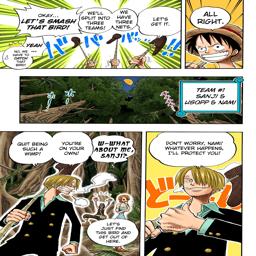 ALL
RIGHT.
LET'S
GET IT.
WE
HAVE
THREE
NETS.
WE'LL
SPLIT INTO
THREE
TEAMS!
OKAY...
LET'S SMASH
THAT BIRD!
YEAH
TEAM #1
SANJI &
USOPP & NAMI
DON'T WORRY, NAMI!
WHATEVER HAPPENS,
I'LL PROTECT YOU!
ドーン!
W-WHAT
ABOUT ME,
SANJI?
YOU'RE
ON YOUR
OWN!
QUIT BEING
SUCH A
WIMP!
LET'S
JUST FIND
THIS BIRD AND
GET OUT OF
HERE.